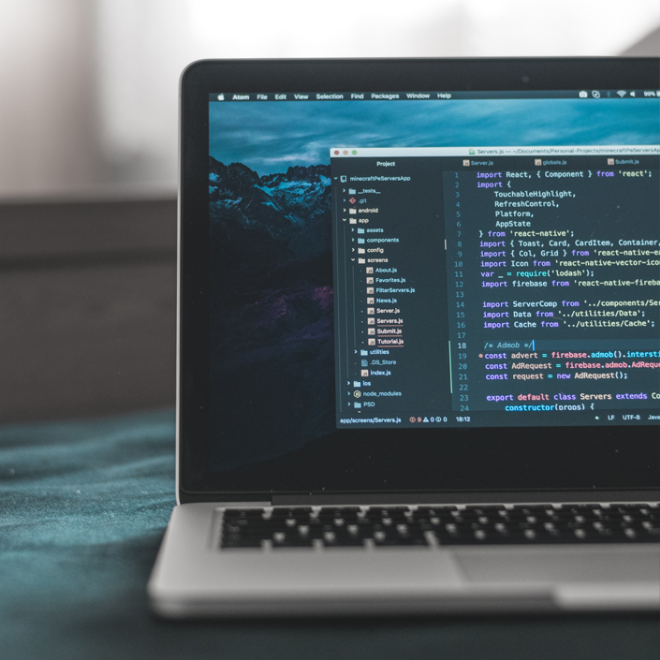 Atom File Edit View Selection Find Packages Window Help
Servers.js — ~/Documents/Personal-Projects/minecraftPeServersApp
Project
Server.js globals.js Submit.js
minecraftPeServersApp
__tests__
.git
android
app
assets
components
config
screens
About.js
Favorites.js
FilterServers.js
News.js
Server.js
Servers.js
Submit.js
Tutorial.js
utilities
.DS_Store
index.js
ios
node_modules
PSD
1 import React, { Component } from 'react';
2 import {
3 TouchableHighlight,
4 RefreshControl,
5 Platform,
6 AppState
7 } from 'react-native';
8 import { Toast, Card, CardItem, Container,
9 import { Col, Grid } from 'react-native-ea
10 import Icon from 'react-native-vector-ico
11 var _ = require('lodash');
12 import firebase from 'react-native-fireba
13
14 import ServerComp from '../components/Ser
15 import Data from '../utilities/Data';
16 import Cache from '../utilities/Cache';
17
18 /* Admob */
19 const advert = firebase.admob().intersti
20 const AdRequest = firebase.admob.AdReque
21 const request = new AdRequest();
22
23 export default class Servers extends Co
24 constructor(props) {
app/screens/Servers.js 9 0 0 18:12 LF UTF-8 Java